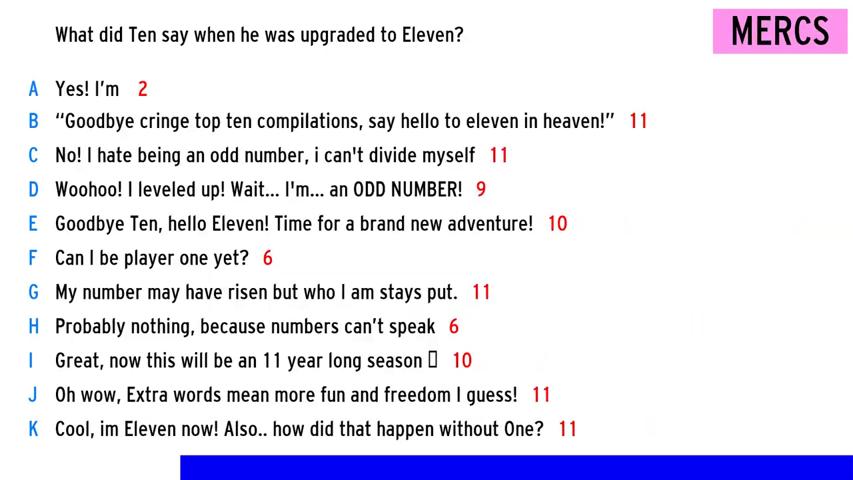 What did Ten say when he was upgraded to Eleven?
MERCS
A Yes! I'm 2
B “Goodbye cringe top ten compilations, say hello to eleven in heaven!” 11
C No! I hate being an odd number, i can't divide myself 11
D Woohoo! I leveled up! Wait... I'm... an ODD NUMBER! 9
E Goodbye Ten, hello Eleven! Time for a brand new adventure! 10
F Can I be player one yet? 6
G My number may have risen but who I am stays put. 11
H Probably nothing, because numbers can’t speak 6
I Great, now this will be an 11 year long season ▯ 10
J Oh wow, Extra words mean more fun and freedom I guess! 11
K Cool, im Eleven now! Also.. how did that happen without One? 11